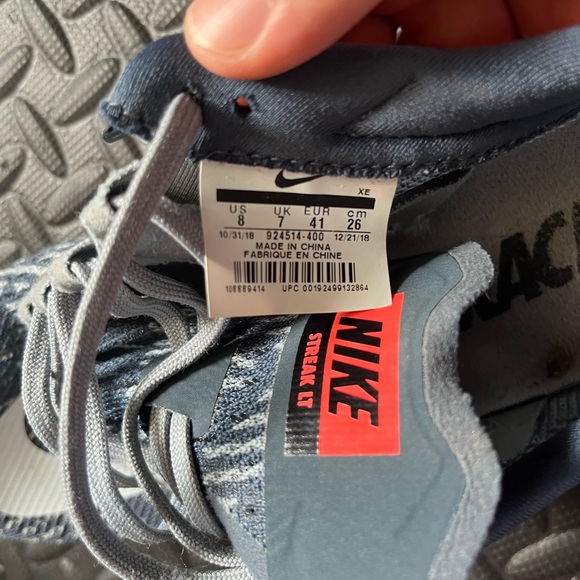 XE
US UK EUR cm
8 7 41 26
10/31/18 924514-400 12/21/18
MADE IN CHINA
FABRIQUE EN CHINE
UPC 00192499132864
NIKE
STREAK LT